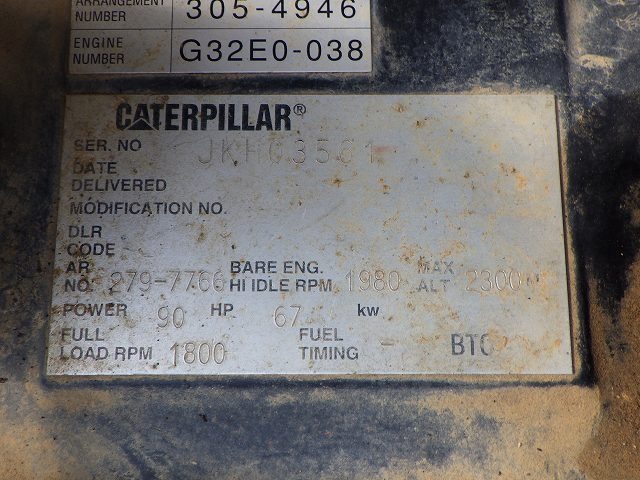 ARRANGEMENT NUMBER 305-4946
ENGINE NUMBER G32E0-038
CATERPILLAR®
SER. NO
DATE DELIVERED
MODIFICATION NO.
DLR CODE
AR NO. 279-7766 BARE ENG. HI IDLE RPM 1980 MAX ALT 2300 M
POWER 90 HP 67 kw
FULL LOAD RPM 1800 FUEL TIMING - BTC